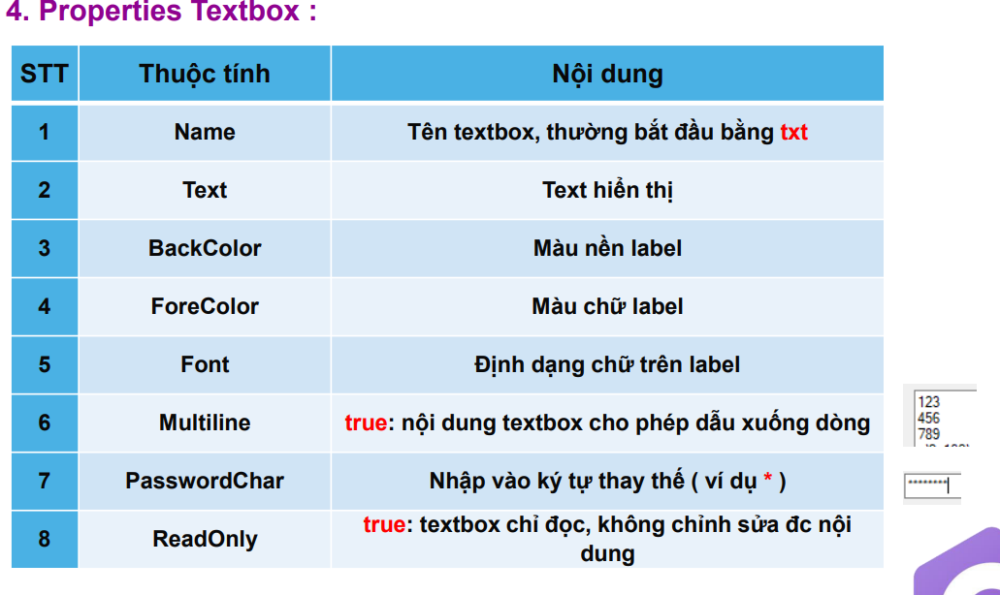 4. Properties Textbox :
STT Thuộc tính Nội dung
1 Name Tên textbox, thường bắt đầu bằng txt
2 Text Text hiển thị
3 BackColor Màu nền label
4 ForeColor Màu chữ label
5 Font Định dạng chữ trên label
6 Multiline true: nội dung textbox cho phép dẫu xuống dòng
123
456
789
7 PasswordChar Nhập vào ký tự thay thế ( ví dụ * )
********
8 ReadOnly true: textbox chỉ đọc, không chỉnh sửa đc nội
dung